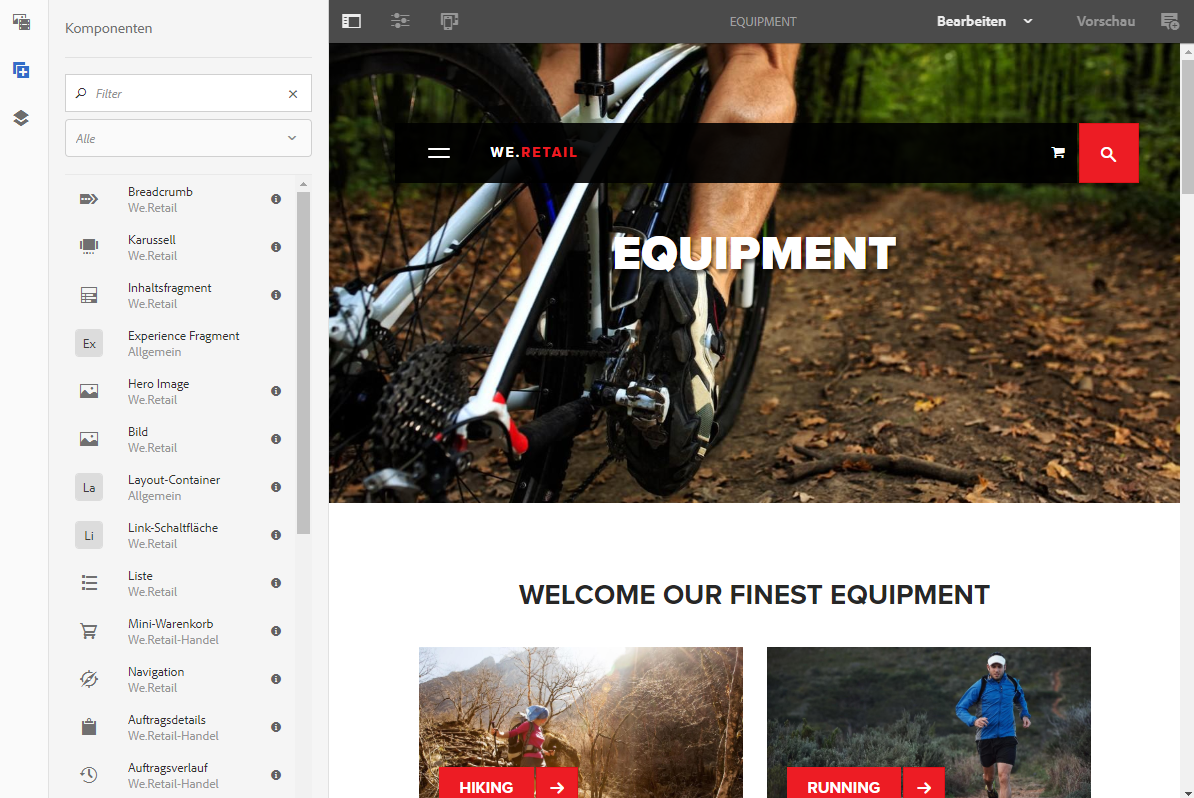 Komponenten
EQUIPMENT
Bearbeiten
Vorschau
Filter
Alle
Breadcrumb
We.Retail
Karussell
We.Retail
Inhaltsfragment
We.Retail
Ex
Experience Fragment
Allgemein
Hero Image
We.Retail
Bild
We.Retail
La
Layout-Container
Allgemein
Li
Link-Schaltfläche
We.Retail
Liste
We.Retail
Mini-Warenkorb
We.Retail-Handel
Navigation
We.Retail
Auftragsdetails
We.Retail-Handel
Auftragsverlauf
We.Retail-Handel
WE.RETAIL
EQUIPMENT
WELCOME OUR FINEST EQUIPMENT
HIKING
RUNNING